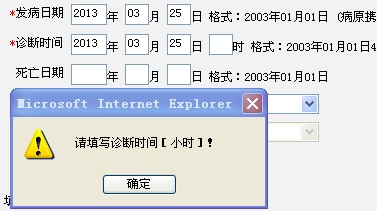 *发病日期 2013 年 03 月 25 日 格式：2003年01月01日 (病原携
*诊断时间 2013 年 03 月 25 日 时 格式：2003年01月01日4
死亡日期 年 月 日 格式：2003年01月01日
Microsoft Internet Explorer
请填写诊断时间[小时]！
确定